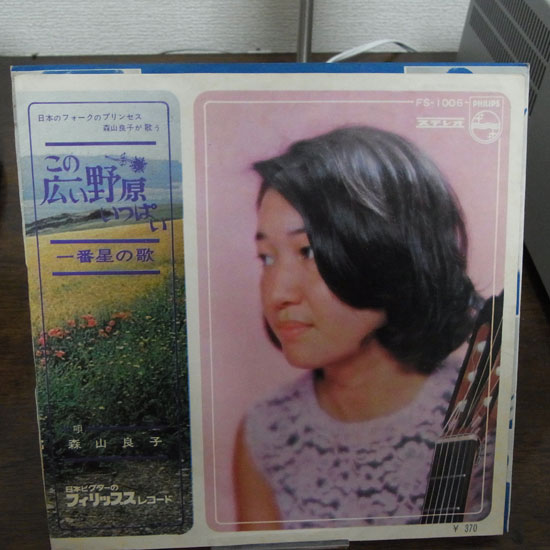 日本のフォークのプリンセス
森山良子が歌う
この
広い野原
いっぱい
一番星の歌
唄
森山良子
日本ビクターの
フィリップスレコード
FS-1006
PHILIPS
ステレオ
¥ 370